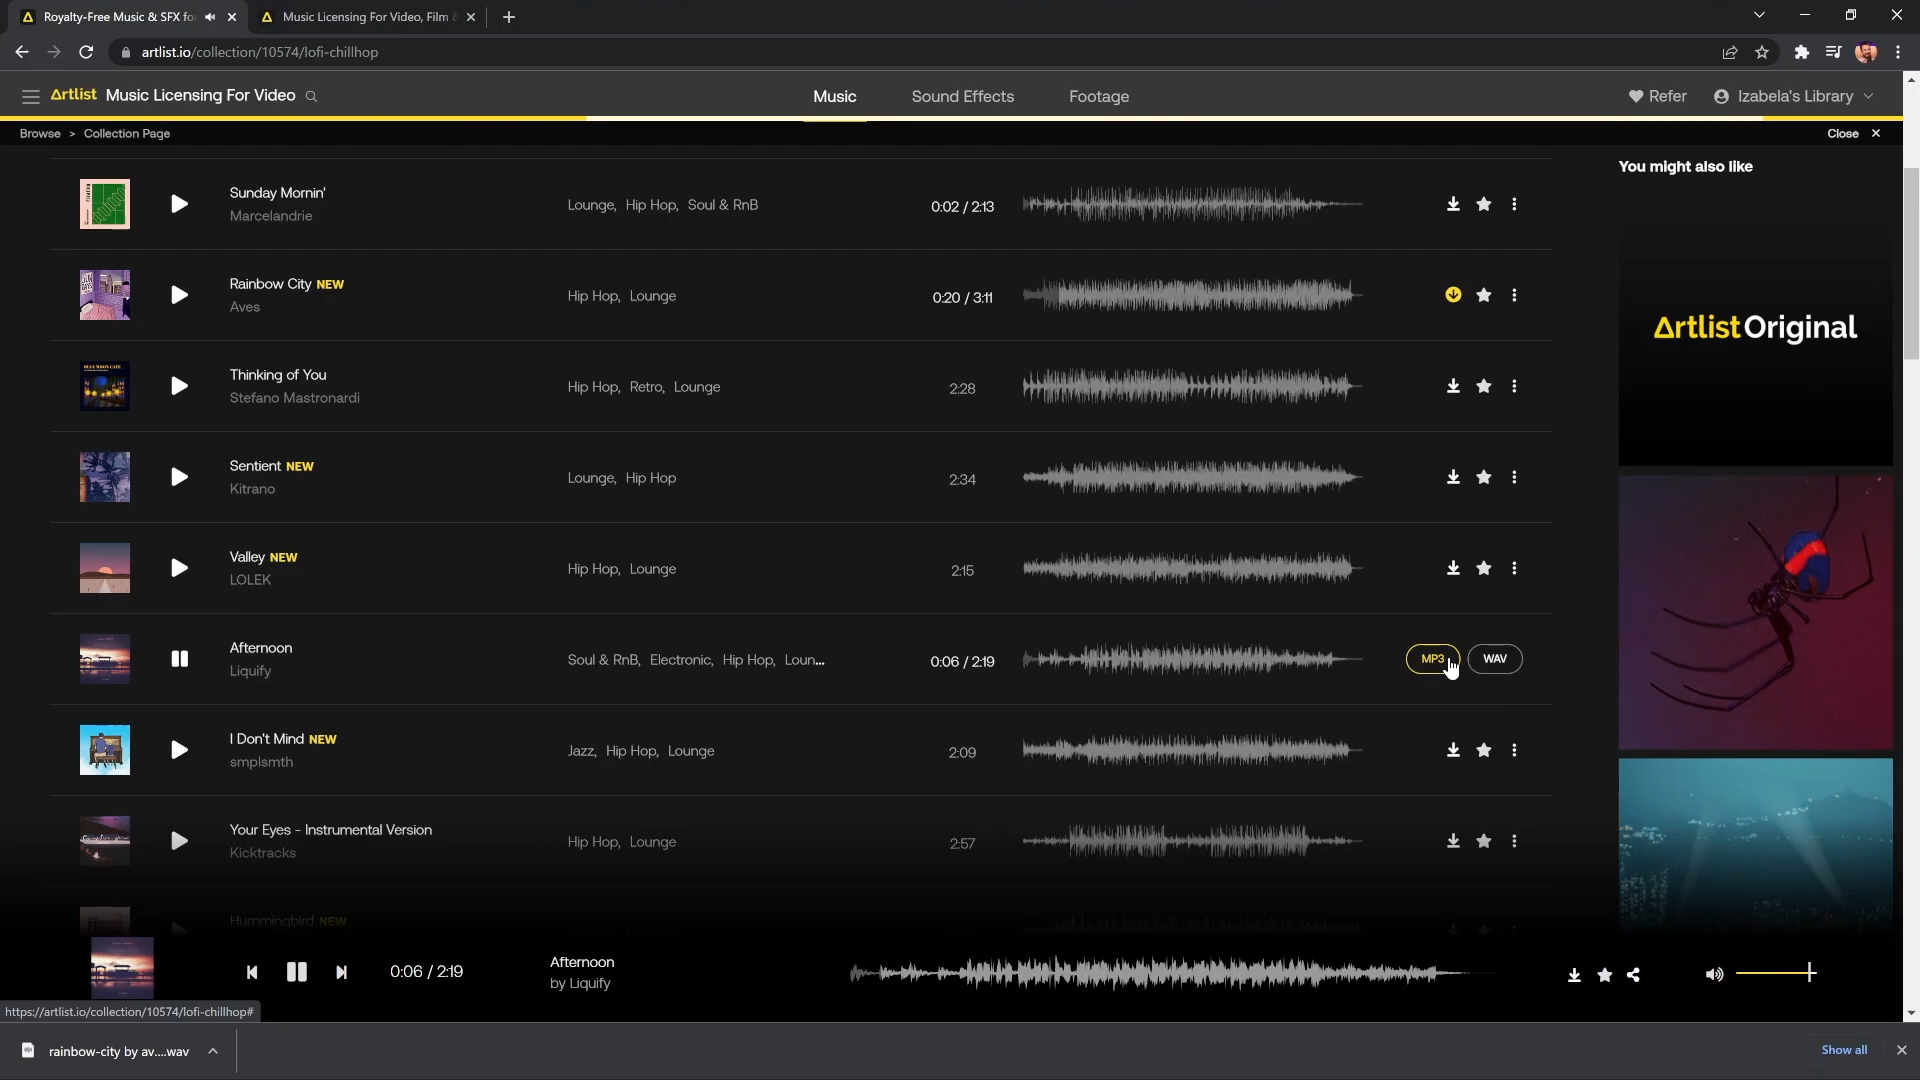 Royalty-Free Music & SFX fo
Music Licensing For Video, Film &
artlist.io/collection/10574/lofi-chillhop
Artlist Music Licensing For Video
Music
Sound Effects
Footage
Refer
Izabela's Library
Browse > Collection Page
Close
You might also like
Sunday Mornin'
Marcelandrie
Lounge, Hip Hop, Soul & RnB
0:02 / 2:13
Rainbow City NEW
Aves
Hip Hop, Lounge
0:20 / 3:11
Artlist Original
Thinking of You
Stefano Mastronardi
Hip Hop, Retro, Lounge
2:28
Sentient NEW
Kitrano
Lounge, Hip Hop
2:34
Valley NEW
LOLEK
Hip Hop, Lounge
2:15
Afternoon
Liquify
Soul & RnB, Electronic, Hip Hop, Loun...
0:06 / 2:19
MP3
WAV
I Don't Mind NEW
smplsmth
Jazz, Hip Hop, Lounge
2:09
Your Eyes - Instrumental Version
Kicktracks
Hip Hop, Lounge
2:57
Hummingbird NEW
0:06 / 2:19
Afternoon
by Liquify
https://artlist.io/collection/10574/lofi-chillhop#
rainbow-city by av....wav
Show all